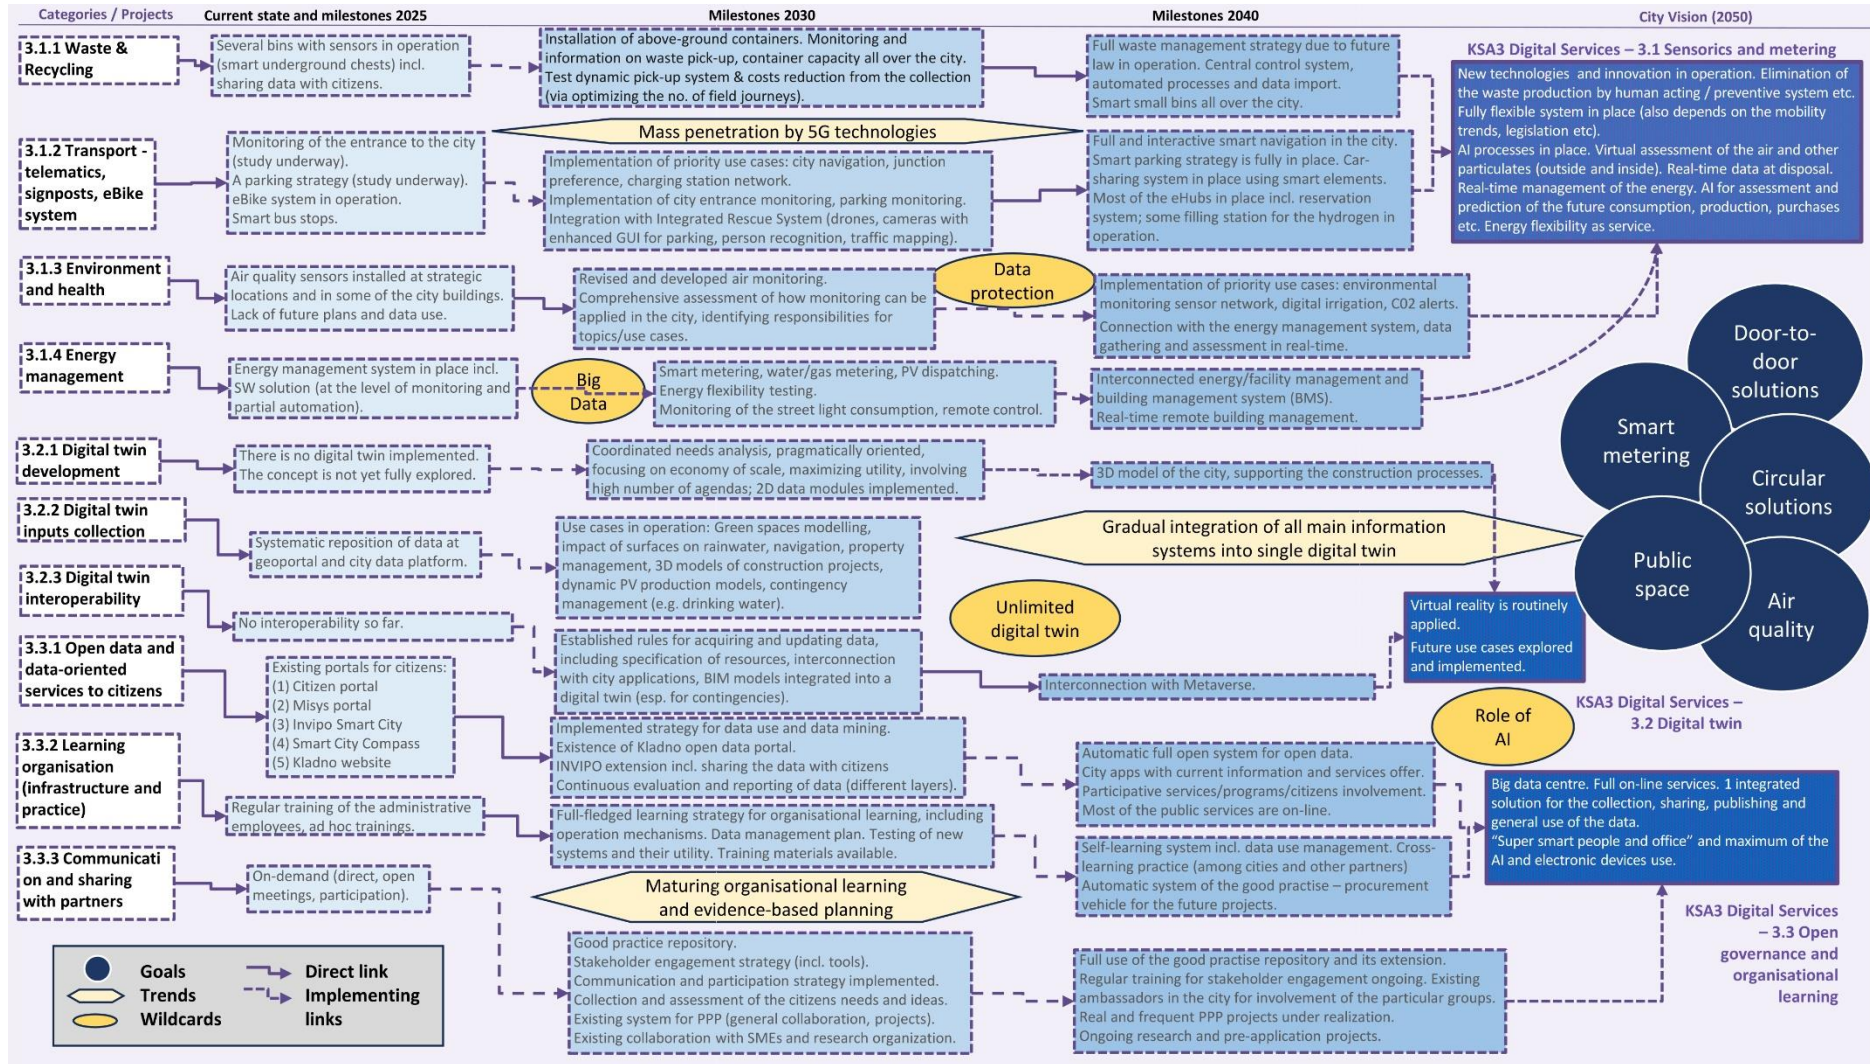 Categories / Projects
Current state and milestones 2025
Milestones 2030
Milestones 2040
City Vision (2050)
3.1.1 Waste &
Recycling
Several bins with sensors in operation
(smart underground chests) incl.
sharing data with citizens.
Installation of above-ground containers. Monitoring and
information on waste pick-up, container capacity all over the city.
Test dynamic pick-up system & costs reduction from the collection
(via optimizing the no. of field journeys).
Full waste management strategy due to future
law in operation. Central control system,
automated processes and data import.
Smart small bins all over the city.
KSA3 Digital Services – 3.1 Sensorics and metering
New technologies and innovation in operation. Elimination of
the waste production by human acting / preventive system etc.
Fully flexible system in place (also depends on the mobility
trends, legislation etc).
AI processes in place. Virtual assessment of the air and other
particulates (outside and inside). Real-time data at disposal.
Real-time management of the energy. AI for assessment and
prediction of the future consumption, production, purchases
etc. Energy flexibility as service.
Mass penetration by 5G technologies
3.1.2 Transport -
telematics,
signposts, eBike
system
Monitoring of the entrance to the city
(study underway).
A parking strategy (study underway).
eBike system in operation.
Smart bus stops.
Implementation of priority use cases: city navigation, junction
preference, charging station network.
Implementation of city entrance monitoring, parking monitoring.
Integration with Integrated Rescue System (drones, cameras with
enhanced GUI for parking, person recognition, traffic mapping).
Full and interactive smart navigation in the city.
Smart parking strategy is fully in place. Car-
sharing system in place using smart elements.
Most of the eHubs in place incl. reservation
system; some filling station for the hydrogen in
operation.
3.1.3 Environment
and health
Air quality sensors installed at strategic
locations and in some of the city buildings.
Lack of future plans and data use.
Revised and developed air monitoring.
Comprehensive assessment of how monitoring can be
applied in the city, identifying responsibilities for
topics/use cases.
Data
protection
Implementation of priority use cases: environmental
monitoring sensor network, digital irrigation, C02 alerts.
Connection with the energy management system, data
gathering and assessment in real-time.
3.1.4 Energy
management
Energy management system in place incl.
SW solution (at the level of monitoring and
partial automation).
Big
Data
Smart metering, water/gas metering, PV dispatching.
Energy flexibility testing.
Monitoring of the street light consumption, remote control.
Interconnected energy/facility management and
building management system (BMS).
Real-time remote building management.
Door-to-
door
solutions
Smart
metering
Circular
solutions
Public
space
Air
quality
3.2.1 Digital twin
development
There is no digital twin implemented.
The concept is not yet fully explored.
Coordinated needs analysis, pragmatically oriented,
focusing on economy of scale, maximizing utility, involving
high number of agendas; 2D data modules implemented.
3D model of the city, supporting the construction processes.
3.2.2 Digital twin
inputs collection
Systematic reposition of data at
geoportal and city data platform.
Use cases in operation: Green spaces modelling,
impact of surfaces on rainwater, navigation, property
management, 3D models of construction projects,
dynamic PV production models, contingency
management (e.g. drinking water).
Gradual integration of all main information
systems into single digital twin
3.2.3 Digital twin
interoperability
No interoperability so far.
Established rules for acquiring and updating data,
including specification of resources, interconnection
with city applications, BIM models integrated into a
digital twin (esp. for contingencies).
Unlimited
digital twin
Interconnection with Metaverse.
Virtual reality is routinely
applied.
Future use cases explored
and implemented.
KSA3 Digital Services –
3.2 Digital twin
3.3.1 Open data and
data-oriented
services to citizens
Existing portals for citizens:
(1) Citizen portal
(2) Misys portal
(3) Invipo Smart City
(4) Smart City Compass
(5) Kladno website
Implemented strategy for data use and data mining.
Existence of Kladno open data portal.
INVIPO extension incl. sharing the data with citizens
Continuous evaluation and reporting of data (different layers).
Automatic full open system for open data.
City apps with current information and services offer.
Participative services/programs/citizens involvement.
Most of the public services are on-line.
Role of
AI
Big data centre. Full on-line services. 1 integrated
solution for the collection, sharing, publishing and
general use of the data.
“Super smart people and office” and maximum of the
AI and electronic devices use.
3.3.2 Learning
organisation
(infrastructure and
practice)
Regular training of the administrative
employees, ad hoc trainings.
Full-fledged learning strategy for organisational learning, including
operation mechanisms. Data management plan. Testing of new
systems and their utility. Training materials available.
Self-learning system incl. data use management. Cross-
learning practice (among cities and other partners)
Automatic system of the good practise – procurement
vehicle for the future projects.
3.3.3 Communicati
on and sharing
with partners
On-demand (direct, open
meetings, participation).
Maturing organisational learning
and evidence-based planning
Good practice repository.
Stakeholder engagement strategy (incl. tools).
Communication and participation strategy implemented.
Collection and assessment of the citizens needs and ideas.
Existing system for PPP (general collaboration, projects).
Existing collaboration with SMEs and research organization.
Full use of the good practise repository and its extension.
Regular training for stakeholder engagement ongoing. Existing
ambassadors in the city for involvement of the particular groups.
Real and frequent PPP projects under realization.
Ongoing research and pre-application projects.
KSA3 Digital Services
– 3.3 Open
governance and
organisational
learning
Goals
Trends
Wildcards
Direct link
Implementing
links